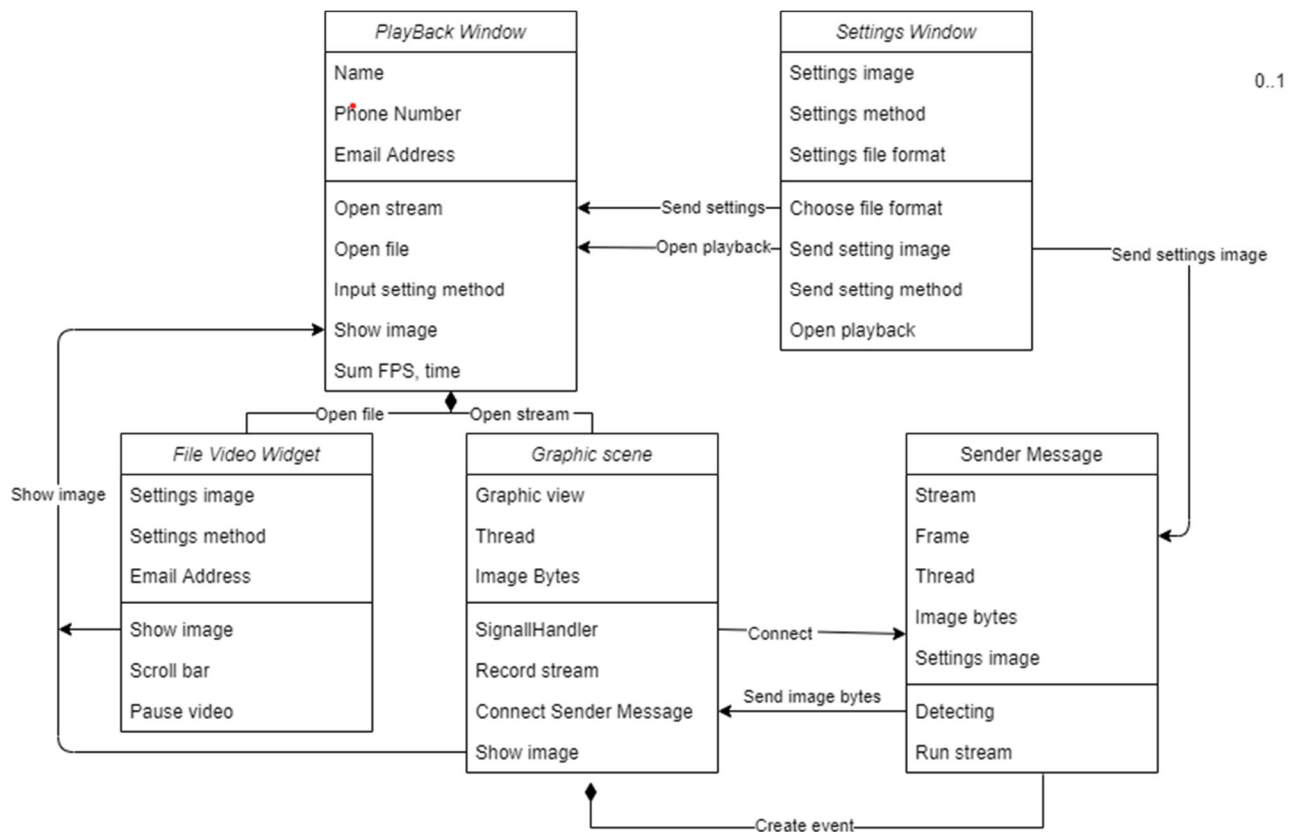 PlayBack Window
Name
Phone Number
Email Address
Open stream
Open file
Input setting method
Show image
Sum FPS, time
Settings Window
Settings image
Settings method
Settings file format
Choose file format
Send setting image
Send setting method
Open playback
0..1
Send settings
Open playback
Send settings image
Open file
Open stream
Show image
File Video Widget
Settings image
Settings method
Email Address
Show image
Scroll bar
Pause video
Graphic scene
Graphic view
Thread
Image Bytes
SignallHandler
Record stream
Connect Sender Message
Show image
Connect
Send image bytes
Sender Message
Stream
Frame
Thread
Image bytes
Settings image
Detecting
Run stream
Create event